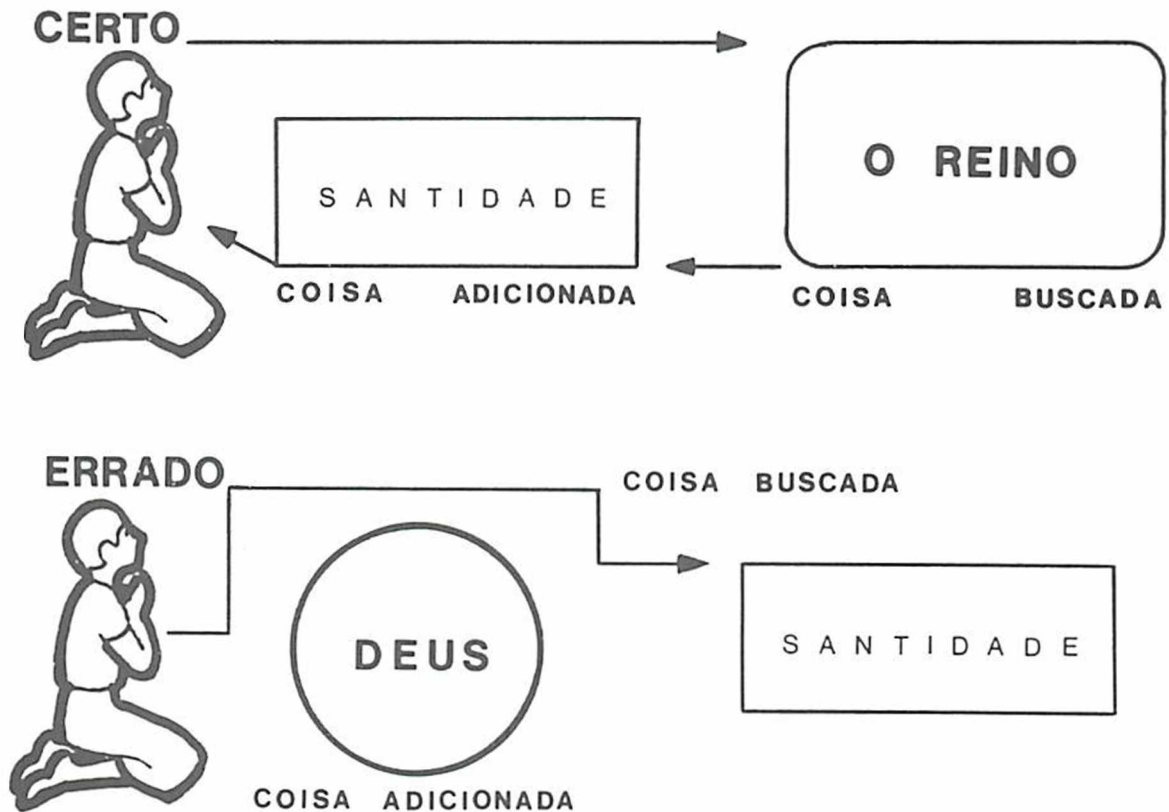 CERTO
O REINO
SANTIDADE
COISA ADICIONADA
COISA BUSCADA
ERRADO
COISA BUSCADA
DEUS
SANTIDADE
COISA ADICIONADA